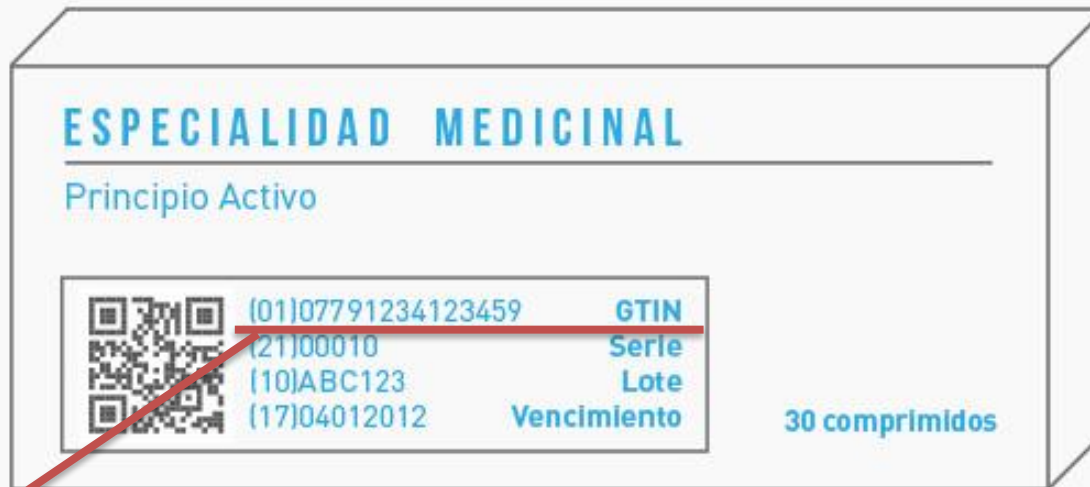 ESPECIALIDAD MEDICINAL
Principio Activo
(01)07791234123459 GTIN
(21)00010 Serie
(10)ABC123 Lote
(17)04012012 Vencimiento
30 comprimidos